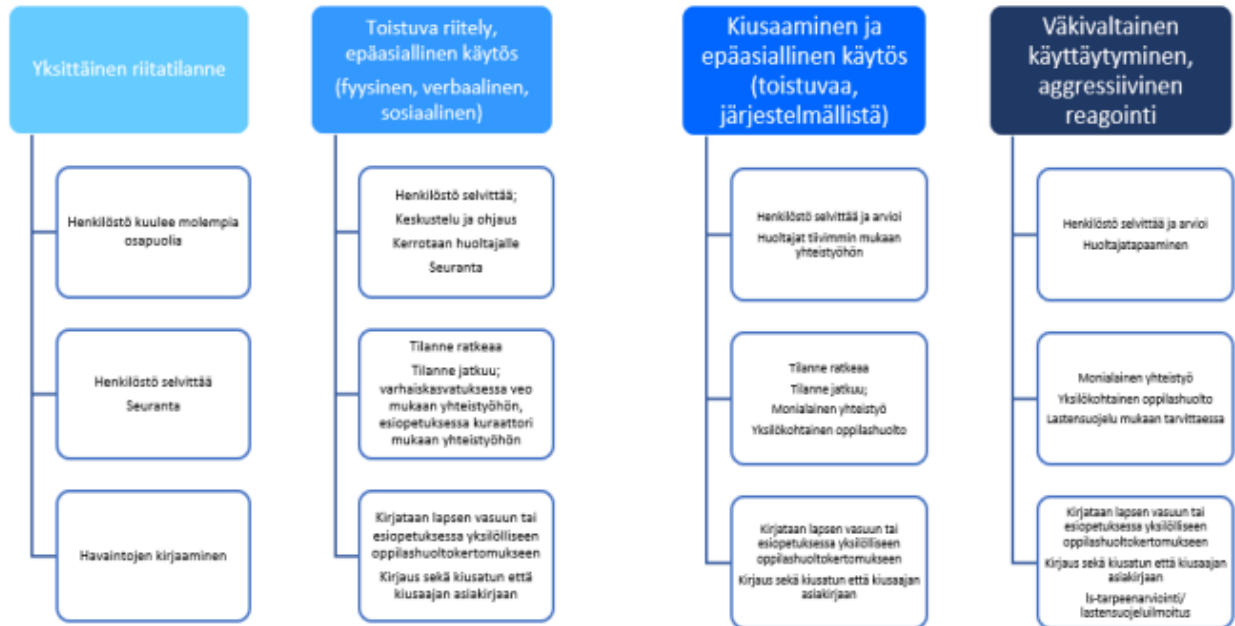 Yksittäinen riitatilanne
Henkilöstö kuulee molempia
osapuolia
Henkilöstö selvittää
Seuranta
Havaintojen kirjaaminen
Toistuva riitely,
epäasiallinen käytös
(fyysinen, verbaalinen,
sosiaalinen)
Henkilöstö selvittää;
Keskustelu ja ohjaus
Kerrotaan huoltajalle
Seuranta
Tilanne ratkeaa
Tilanne jatkuu;
varhaiskasvatuksessa veo
mukaan yhteistyöhön,
esiopetuksessa kuraattori
mukaan yhteistyöhön
Kirjataan lapsen vasuun tai
esiopetuksessa yksilölliseen
oppilashuoltokertomukseen
Kirjaus sekä kiusatun että
kiusaajan asiakirjaan
Kiusaaminen ja
epäasiallinen käytös
(toistuvaa,
järjestelmällistä)
Henkilöstö selvittää ja arvioi
Huoltajat tiivimmin mukaan
yhteistyöhön
Tilanne ratkeaa
Tilanne jatkuu;
Monialainen yhteistyö
Yksilökohtainen oppilashuolto
Kirjataan lapsen vasuun tai
esiopetuksessa yksilölliseen
oppilashuoltokertomukseen
Kirjaus sekä kiusatun että kiusaajan
asiakirjaan
Väkivaltainen
käyttäytyminen,
aggressiivinen
reagointi
Henkilöstö selvittää ja arvioi
Huoltajatapaaminen
Monialainen yhteistyö
Yksilökohtainen oppilashuolto
Lastensuojelu mukaan tarvittaessa
Kirjataan lapsen vasuun tai
esiopetuksessa yksilölliseen
oppilashuoltokertomukseen
Kirjaus sekä kiusatun että kiusaajan
asiakirjaan
ls-tarpeenarviointi/
lastensuojeluilmoitus